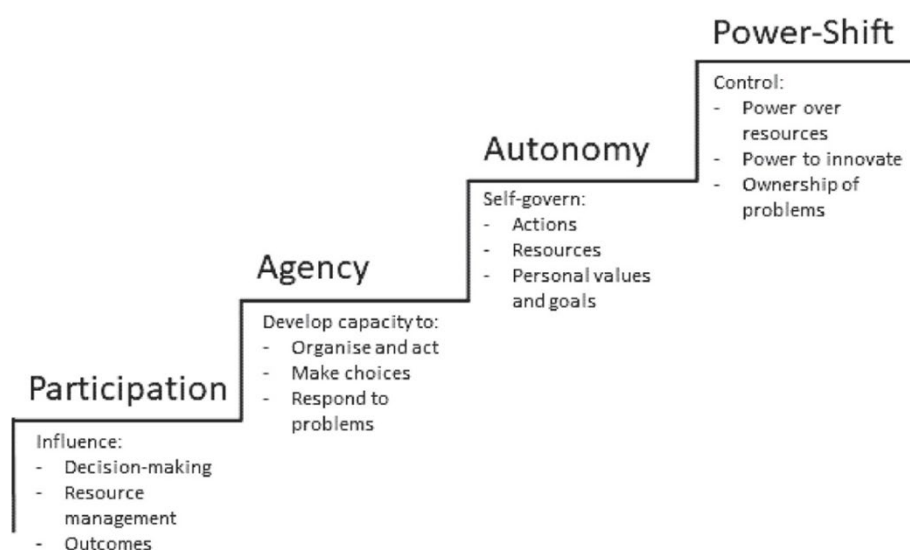 Power-Shift
Control:
- Power over
resources
- Power to innovate
- Ownership of
problems
Autonomy
Self-govern:
- Actions
- Resources
- Personal values
and goals
Agency
Develop capacity to:
- Organise and act
- Make choices
- Respond to
problems
Participation
Influence:
- Decision-making
- Resource
management
- Outcomes